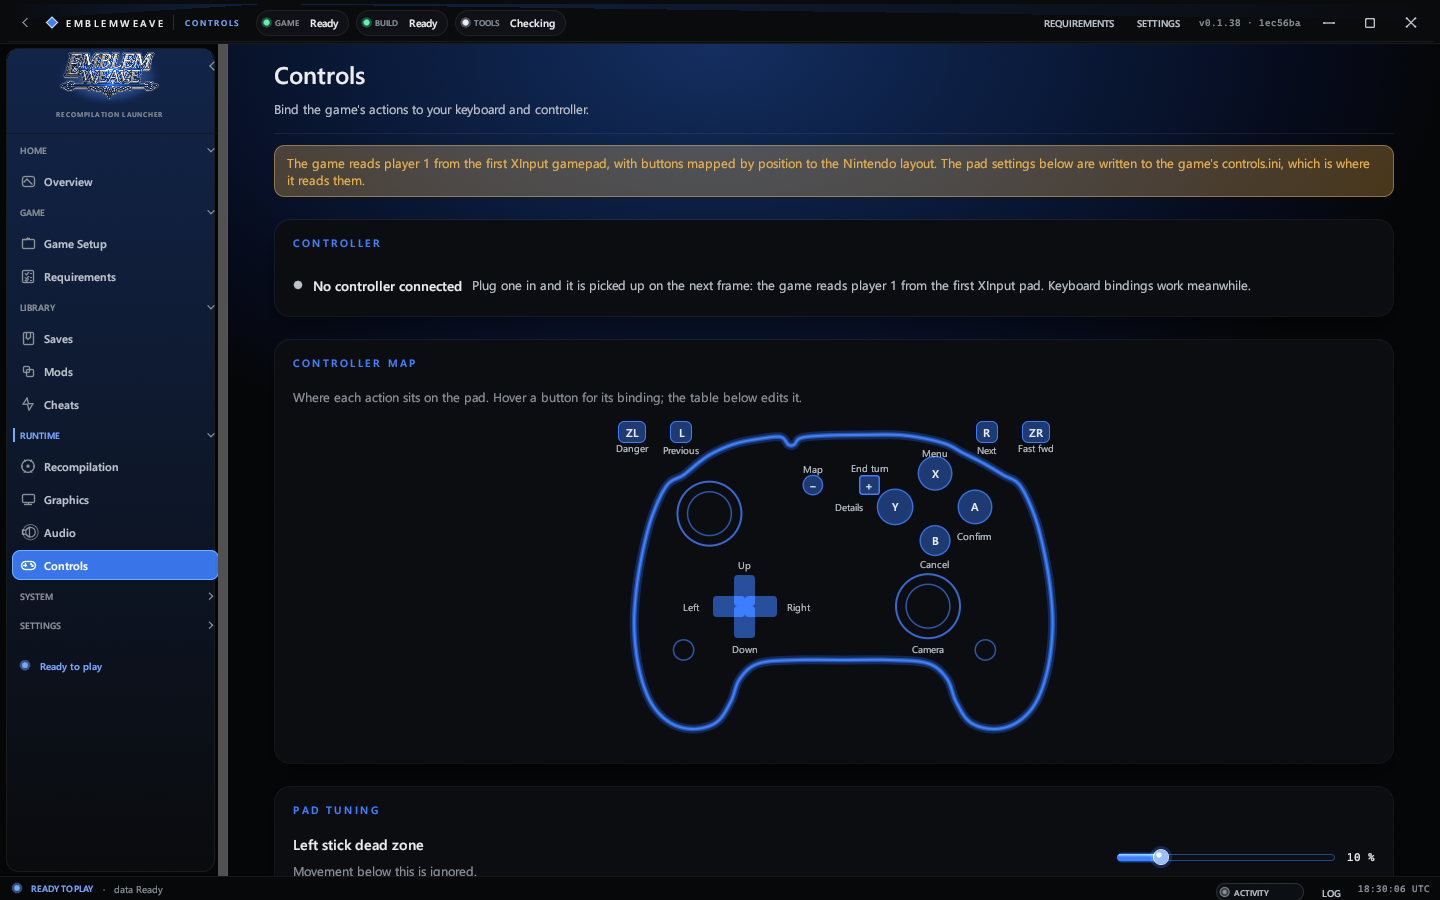 EMBLEMWEAVE
CONTROLS
GAME Ready
BUILD Ready
TOOLS Checking
REQUIREMENTS
SETTINGS
v0.1.38 · 1ec56ba
EMBLEM
WEAVE
RECOMPILATION LAUNCHER
HOME
Overview
GAME
Game Setup
Requirements
LIBRARY
Saves
Mods
Cheats
RUNTIME
Recompilation
Graphics
Audio
Controls
SYSTEM
SETTINGS
Ready to play
Controls
Bind the game's actions to your keyboard and controller.
The game reads player 1 from the first XInput gamepad, with buttons mapped by position to the Nintendo layout. The pad settings below are written to the game's controls.ini, which is where
it reads them.
CONTROLLER
No controller connected Plug one in and it is picked up on the next frame: the game reads player 1 from the first XInput pad. Keyboard bindings work meanwhile.
CONTROLLER MAP
Where each action sits on the pad. Hover a button for its binding; the table below edits it.
ZL
Danger
L
Previous
R
Next
ZR
Fast fwd
Map
−
End turn
+
Menu
X
Details
Y
A
Confirm
B
Cancel
Up
Left
Right
Down
Camera
PAD TUNING
Left stick dead zone
Movement below this is ignored.
10 %
READY TO PLAY · data Ready
ACTIVITY
LOG
18:30:06 UTC